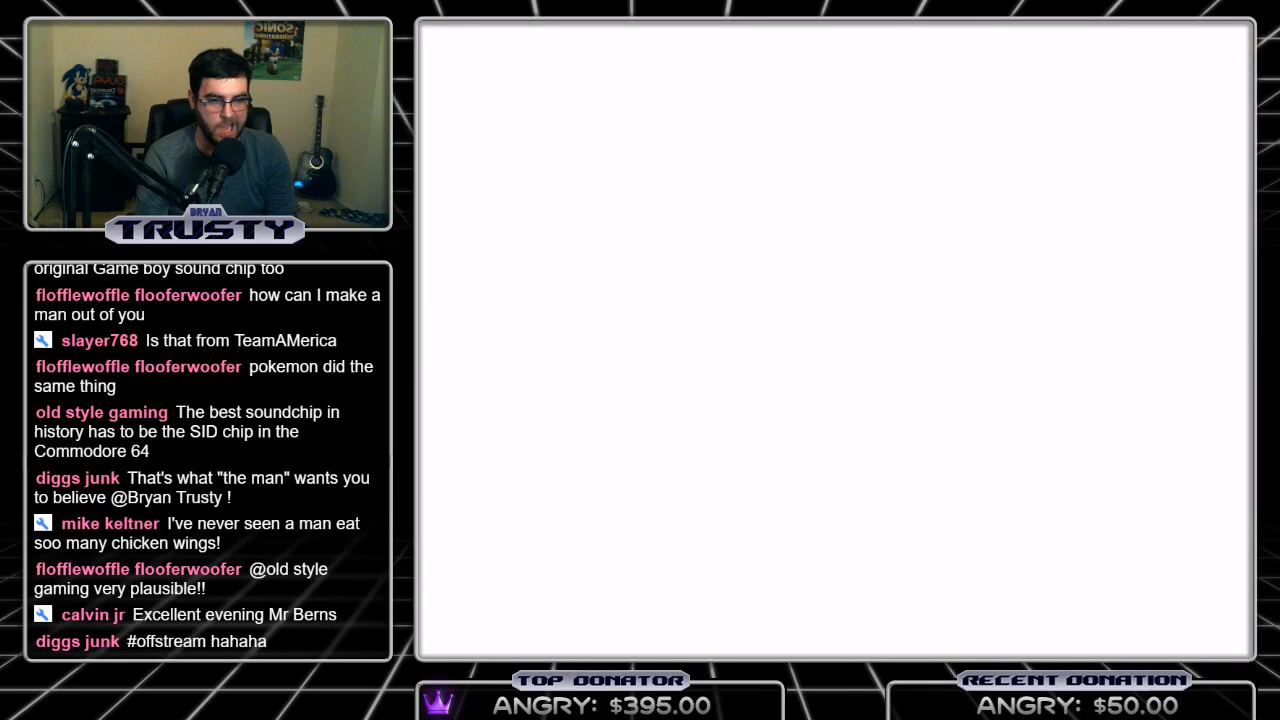 BRYAN
TRUSTY
original Game boy sound chip too
flofflewoffle flooferwoofer how can I make a
man out of you
slayer768 Is that from TeamAMerica
flofflewoffle flooferwoofer pokemon did the
same thing
old style gaming The best soundchip in
history has to be the SID chip in the
Commodore 64
diggs junk That's what "the man" wants you
to believe @Bryan Trusty !
mike keltner I've never seen a man eat
soo many chicken wings!
flofflewoffle flooferwoofer @old style
gaming very plausible!!
calvin jr Excellent evening Mr Berns
diggs junk #offstream hahaha
TOP DONATOR
ANGRY: $395.00
RECENT DONATION
ANGRY: $50.00